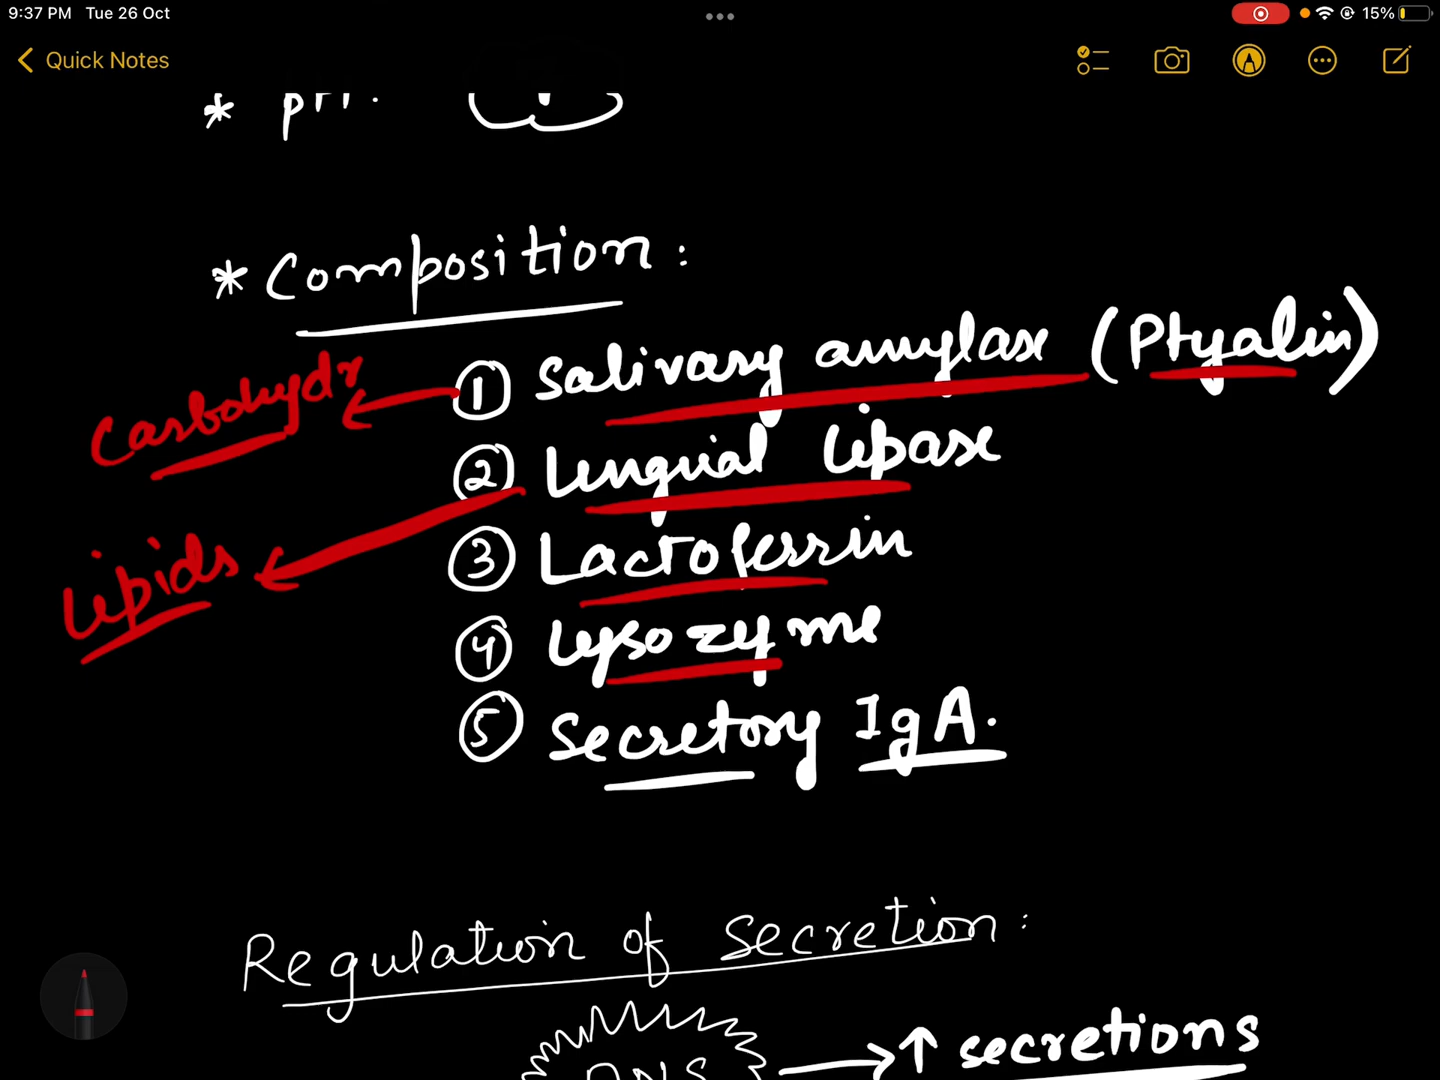 9:37 PM Tue 26 Oct 15%
Quick Notes
* pH:
* Composition:
① Salivary amylase (Ptyalin)
Carbohydr
② Lingual lipase
Lipids
③ Lactoferrin
④ Lysozyme
⑤ Secretory IgA.
Regulation of secretion:
→ ↑ secretions